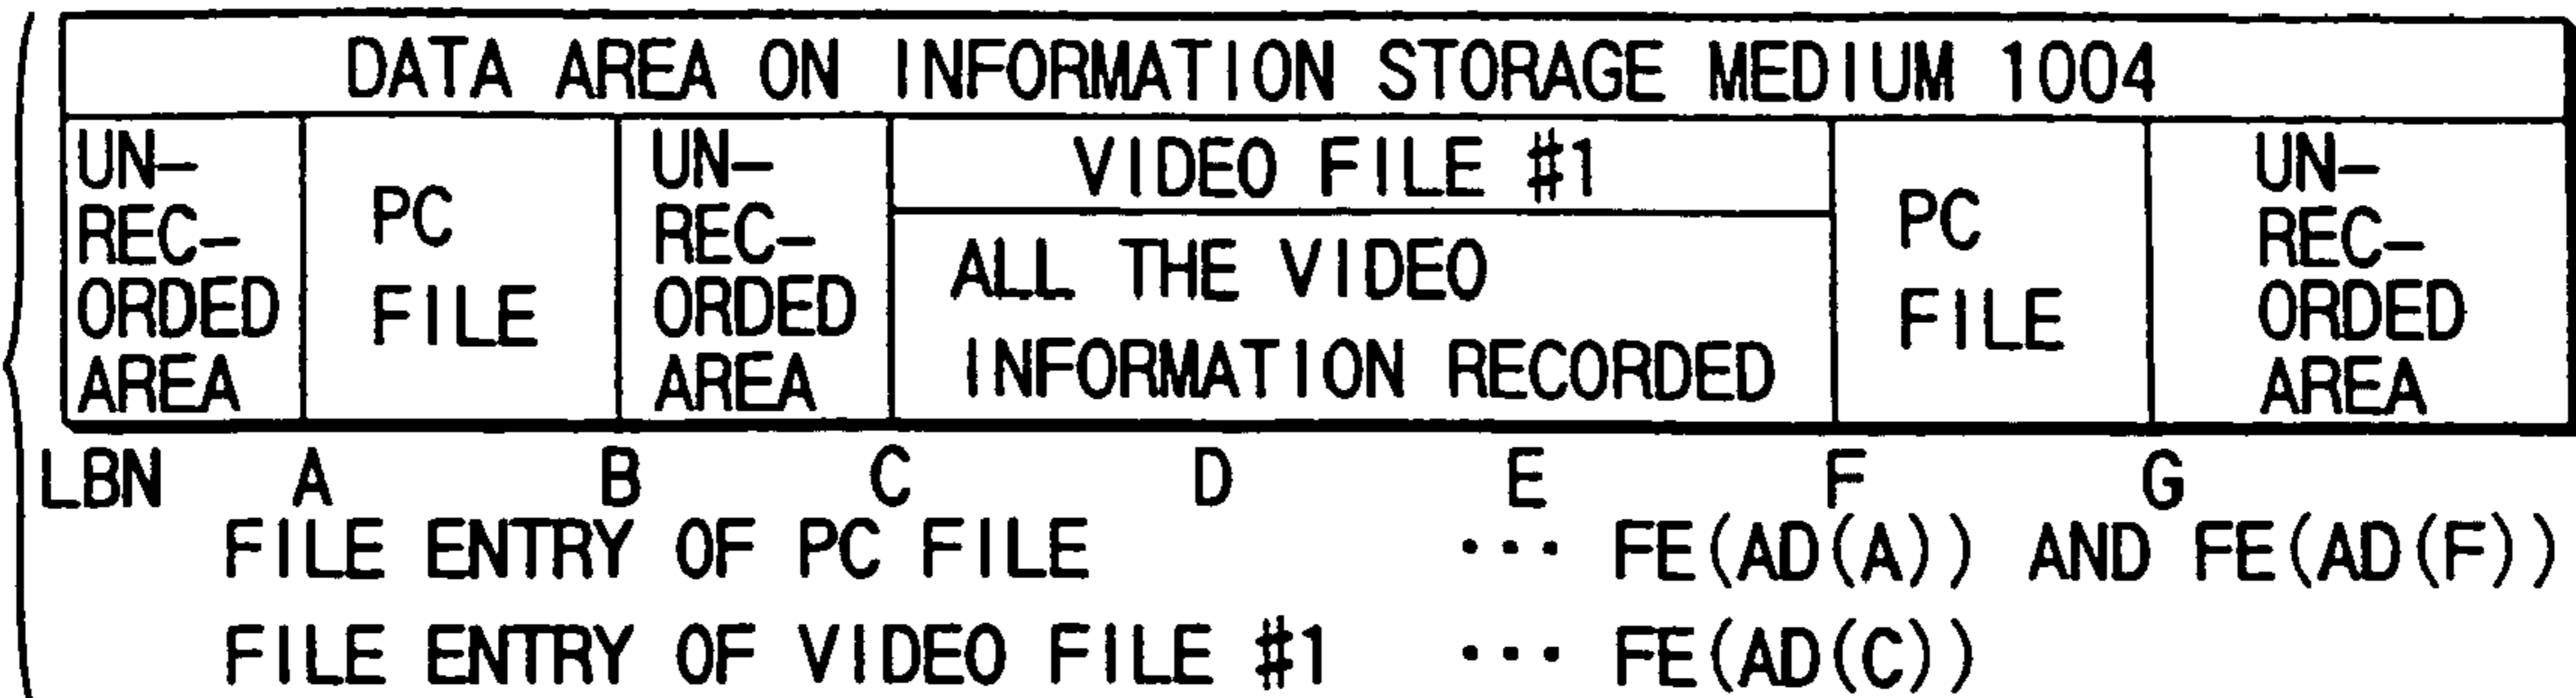 DATA AREA ON INFORMATION STORAGE MEDIUM 1004
UN-
REC-
ORDED
AREA
PC
FILE
UN-
REC-
ORDED
AREA
VIDEO FILE #1
ALL THE VIDEO
INFORMATION RECORDED
PC
FILE
UN-
REC-
ORDED
AREA
LBN A B C D E F G
FILE ENTRY OF PC FILE ··· FE(AD(A)) AND FE(AD(F))
FILE ENTRY OF VIDEO FILE #1 ··· FE(AD(C))